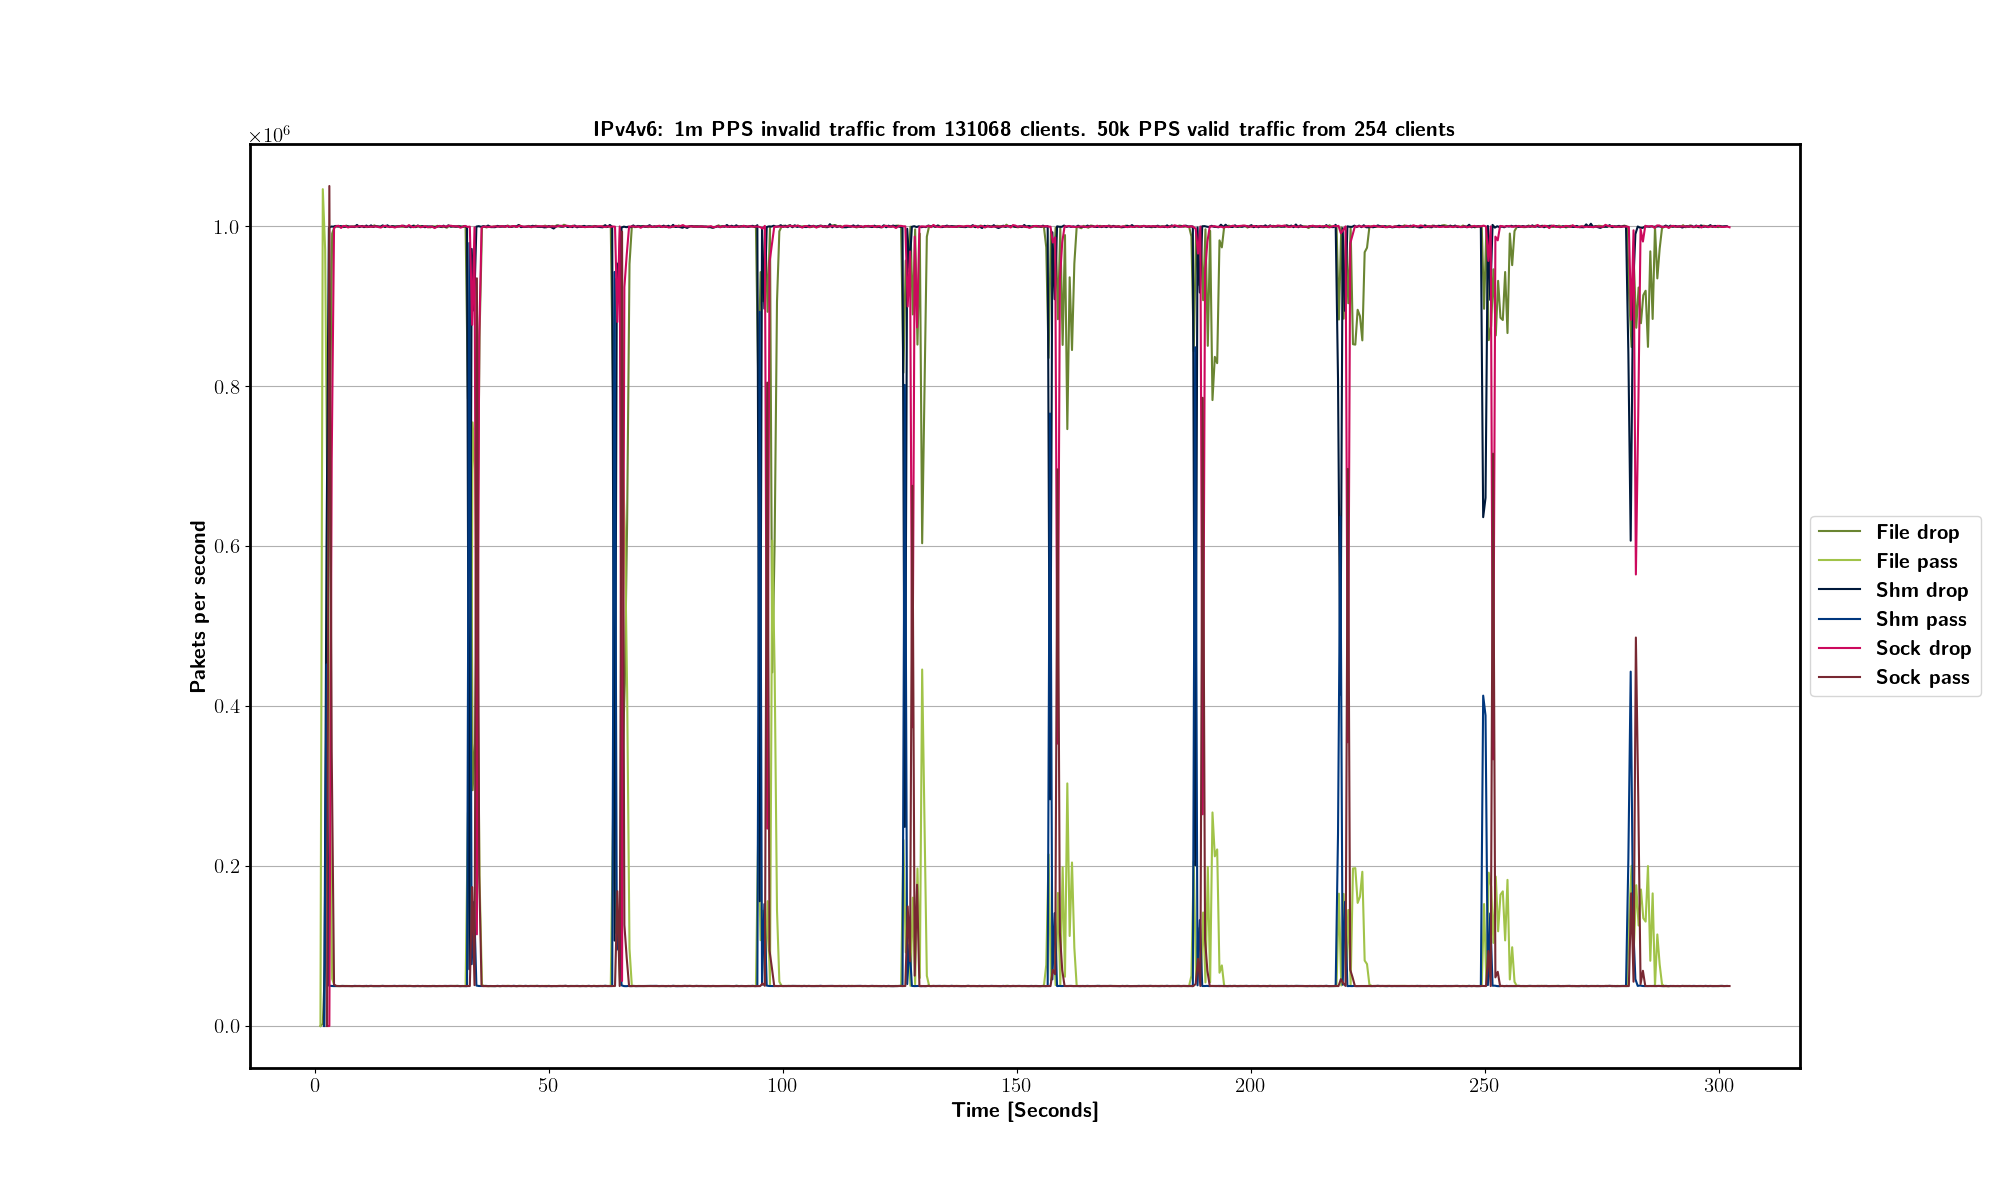 IPv4v6: 1m PPS invalid traffic from 131068 clients. 50k PPS valid traffic from 254 clients
×10⁶
1.0
0.8
0.6
0.4
0.2
0.0
Pakets per second
0 50 100 150 200 250 300
Time [Seconds]
File drop
File pass
Shm drop
Shm pass
Sock drop
Sock pass